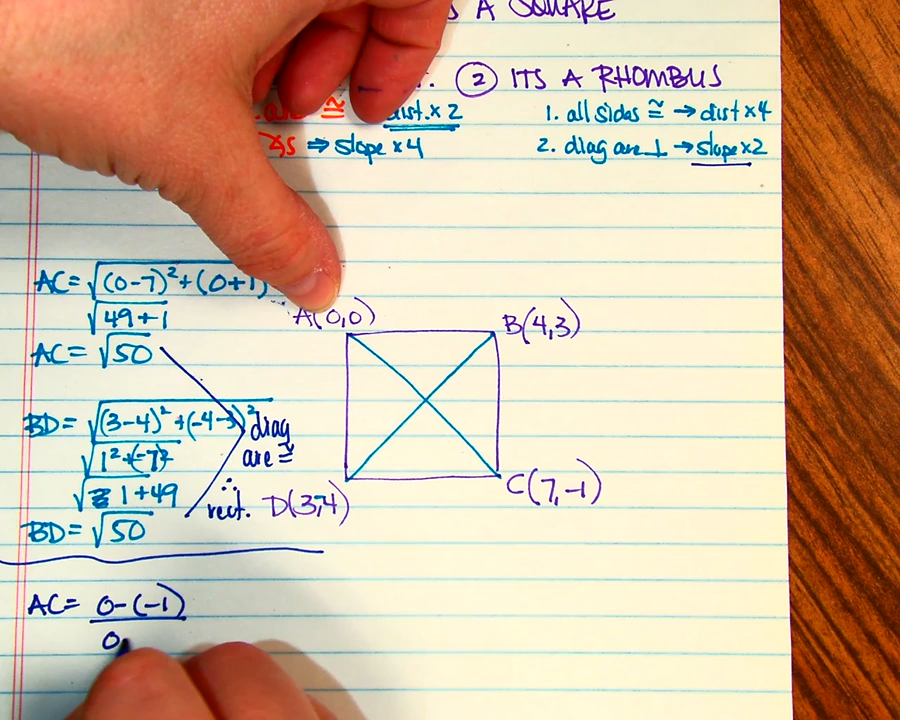 A SQUARE
② ITS A RHOMBUS
≅ dist. × 2
∡s ⇒ slope × 4
1. all sides ≅ → dist × 4
2. diag are ⊥ → slope × 2
AC = √(0-7)²+(0+1)
√49+1
AC = √50
BD = √(3-4)²+(-4-3)²
√1²+(-7)²
√1+49
BD = √50
diag
are ≅
∴
rect.
A(0,0)
B(4,3)
C(7,-1)
D(3,-4)
AC = 0-(-1)
0